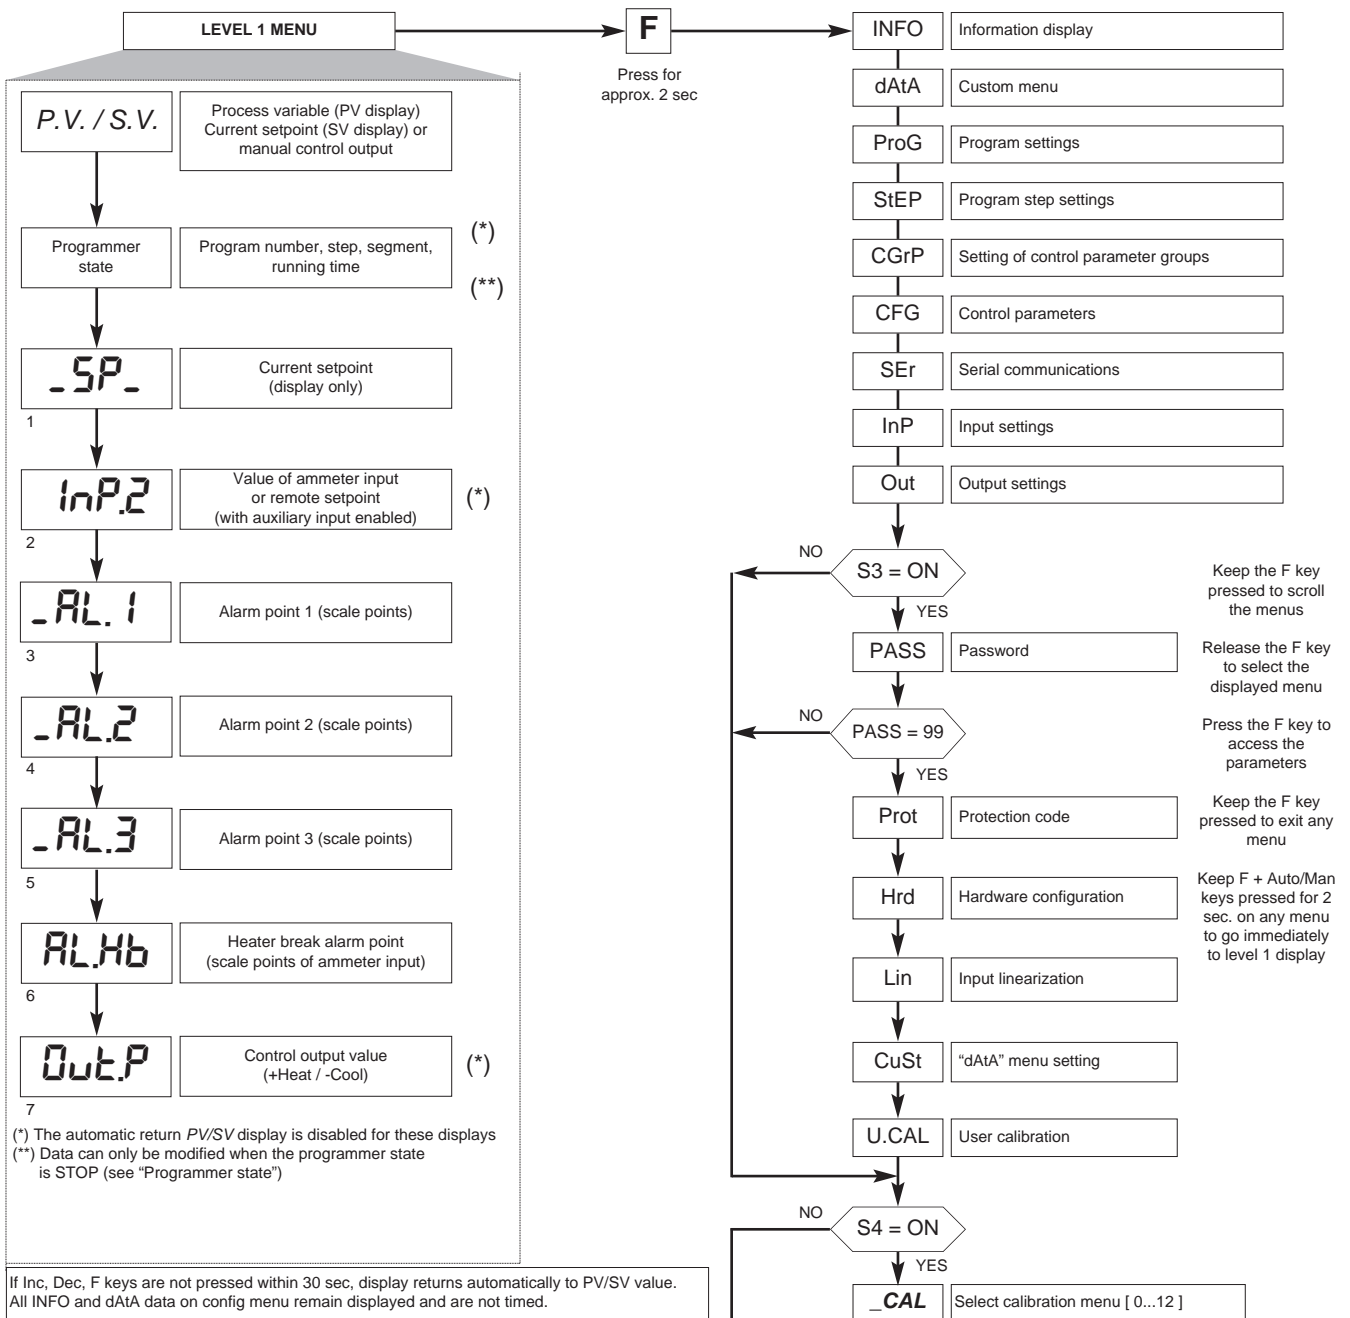 LEVEL 1 MENU
P.V. / S.V.
Process variable (PV display)
Current setpoint (SV display) or
manual control output
Programmer
state
Program number, step, segment,
running time
(*)
(**)
_SP_
Current setpoint
(display only)
1
InP.2
Value of ammeter input
or remote setpoint
(with auxiliary input enabled)
(*)
2
_AL.1
Alarm point 1 (scale points)
3
_AL.2
Alarm point 2 (scale points)
4
_AL.3
Alarm point 3 (scale points)
5
AL.Hb
Heater break alarm point
(scale points of ammeter input)
6
Out.P
Control output value
(+Heat / -Cool)
(*)
7
(*) The automatic return PV/SV display is disabled for these displays
(**) Data can only be modified when the programmer state
is STOP (see “Programmer state”)
If Inc, Dec, F keys are not pressed within 30 sec, display returns automatically to PV/SV value.
All INFO and dAtA data on config menu remain displayed and are not timed.
F
Press for
approx. 2 sec
INFO
Information display
dAtA
Custom menu
ProG
Program settings
StEP
Program step settings
CGrP
Setting of control parameter groups
CFG
Control parameters
SEr
Serial communications
InP
Input settings
Out
Output settings
NO
S3 = ON
YES
PASS
Password
NO
PASS = 99
YES
Prot
Protection code
Hrd
Hardware configuration
Lin
Input linearization
CuSt
“dAtA” menu setting
U.CAL
User calibration
NO
S4 = ON
YES
_CAL
Select calibration menu [ 0...12 ]
Keep the F key
pressed to scroll
the menus
Release the F key
to select the
displayed menu
Press the F key to
access the
parameters
Keep the F key
pressed to exit any
menu
Keep F + Auto/Man
keys pressed for 2
sec. on any menu
to go immediately
to level 1 display